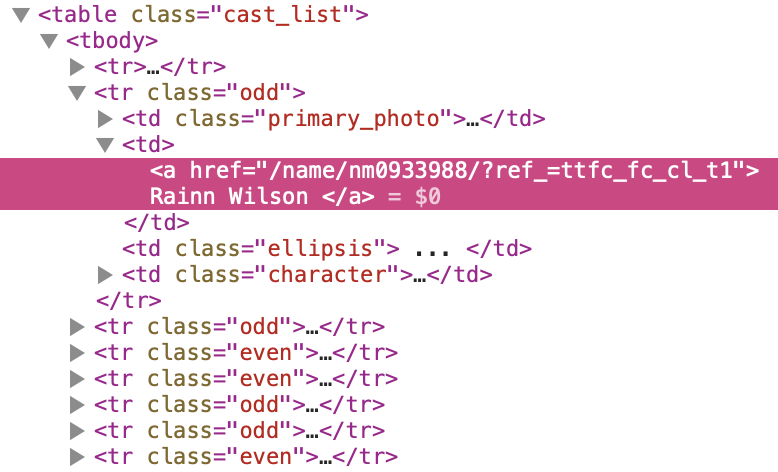 <table class="cast_list">
<tbody>
<tr>…</tr>
<tr class="odd">
<td class="primary_photo">…</td>
<td>
<a href="/name/nm0933988/?ref_=ttfc_fc_cl_t1">
Rainn Wilson </a> = $0
</td>
<td class="ellipsis"> ... </td>
<td class="character">…</td>
</tr>
<tr class="odd">…</tr>
<tr class="even">…</tr>
<tr class="even">…</tr>
<tr class="odd">…</tr>
<tr class="odd">…</tr>
<tr class="even">…</tr>